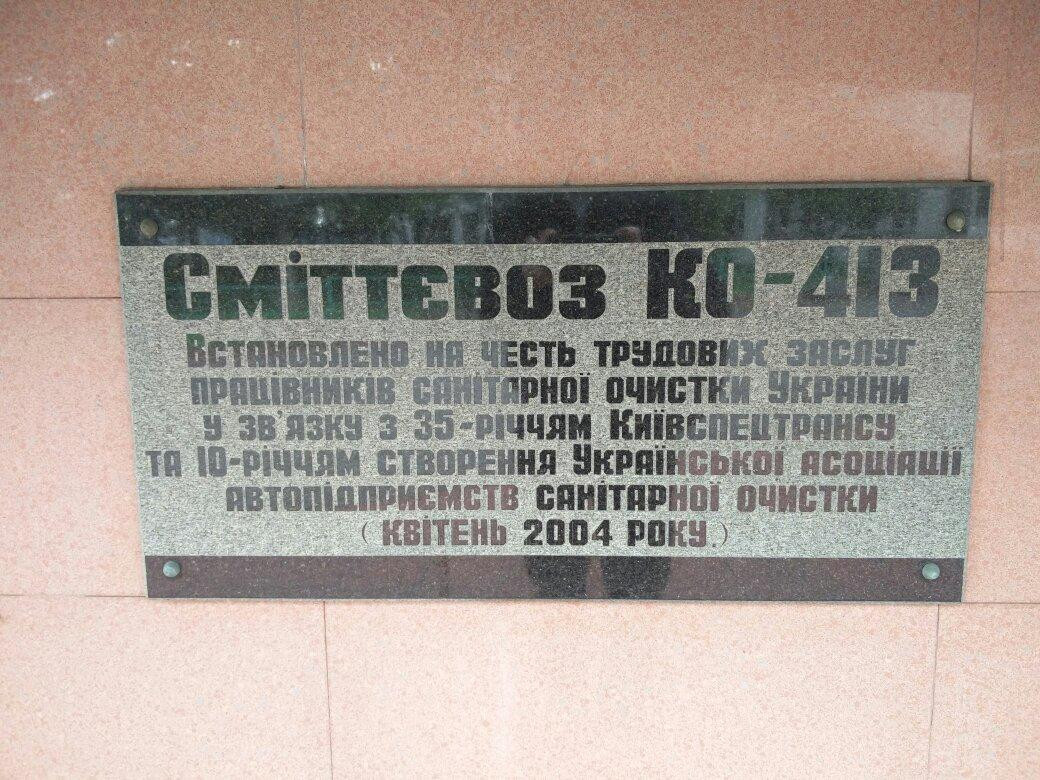 Сміттєвоз КО-413
Встановлено на честь трудових заслуг
працівників санітарної очистки України
у зв'язку з 35-річчям Київспецтрансу
та 10-річчям створення Української асоціації
автопідприємств санітарної очистки
(квітень 2004 року.)